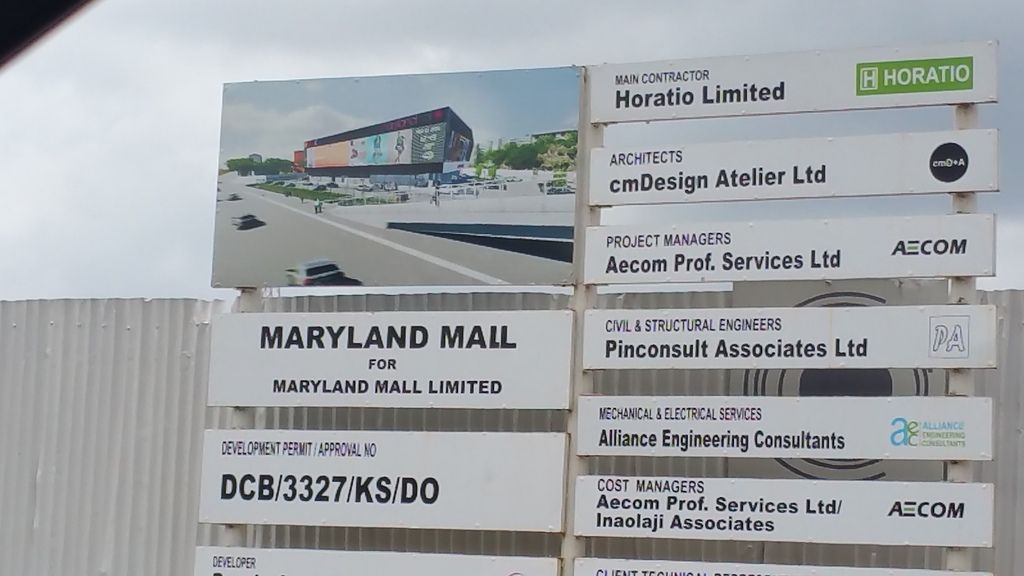 MARYLAND MALL
FOR
MARYLAND MALL LIMITED
DEVELOPMENT PERMIT / APPROVAL NO
DCB/3327/KS/DO
DEVELOPER
MAIN CONTRACTOR
Horatio Limited
H HORATIO
ARCHITECTS
cmDesign Atelier Ltd
cmD+A
PROJECT MANAGERS
Aecom Prof. Services Ltd
AECOM
CIVIL & STRUCTURAL ENGINEERS
Pinconsult Associates Ltd
PA
MECHANICAL & ELECTRICAL SERVICES
Alliance Engineering Consultants
ae ALLIANCE
ENGINEERING
CONSULTANTS
COST MANAGERS
Aecom Prof. Services Ltd/
Inaolaji Associates
AECOM
CLIENT TECHNICAL